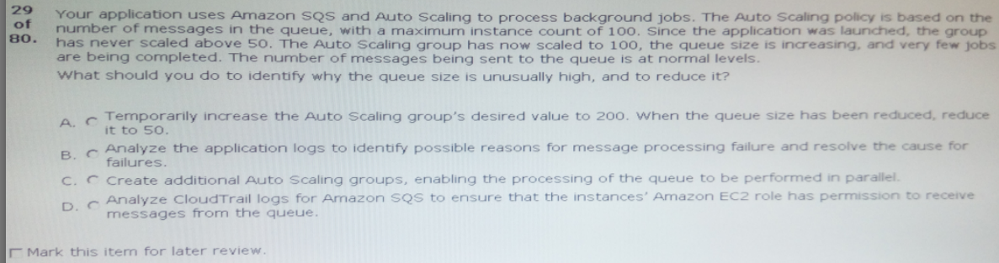 29 of 80.
Your application uses Amazon SQS and Auto Scaling to process background jobs. The Auto Scaling policy is based on the
number of messages in the queue, with a maximum instance count of 100. Since the application was launched, the group
has never scaled above 50. The Auto Scaling group has now scaled to 100, the queue size is increasing, and very few jobs
are being completed. The number of messages being sent to the queue is at normal levels.
What should you do to identify why the queue size is unusually high, and to reduce it?
A. Temporarily increase the Auto Scaling group's desired value to 200. When the queue size has been reduced, reduce
it to 50.
B. Analyze the application logs to identify possible reasons for message processing failure and resolve the cause for
failures.
C. Create additional Auto Scaling groups, enabling the processing of the queue to be performed in parallel.
D. Analyze CloudTrail logs for Amazon SQS to ensure that the instances' Amazon EC2 role has permission to receive
messages from the queue.
Mark this item for later review.